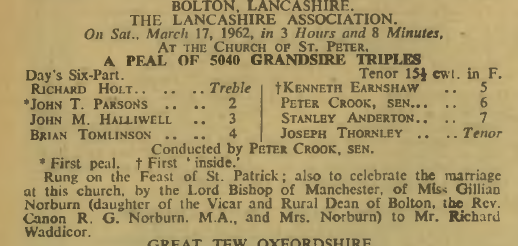 BOLTON, LANCASHIRE.
THE LANCASHIRE ASSOCIATION.
On Sat., March 17, 1962, in 3 Hours and 8 Minutes,
AT THE CHURCH OF ST. PETER,
A PEAL OF 5040 GRANDSIRE TRIPLES
Day's Six-Part. Tenor 15½ cwt. in F.
RICHARD HOLT.. .. .. Treble
*JOHN T. PARSONS .. .. 2
JOHN M. HALLIWELL .. 3
BRIAN TOMLINSON .. .. 4
†KENNETH EARNSHAW .. 5
PETER CROOK, SEN... .. 6
STANLEY ANDERTON.. .. 7
JOSEPH THORNLEY .. .. Tenor
Conducted by PETER CROOK, SEN.
* First peal. † First ' inside.'
Rung on the Feast of St. Patrick; also to celebrate the marriage
at this church, by the Lord Bishop of Manchester, of Miss Gillian
Norburn (daughter of the Vicar and Rural Dean of Bolton, the Rev.
Canon R. G. Norburn, M.A., and Mrs. Norburn) to Mr. Richard
Waddicor.
GREAT TEW, OXFORDSHIRE